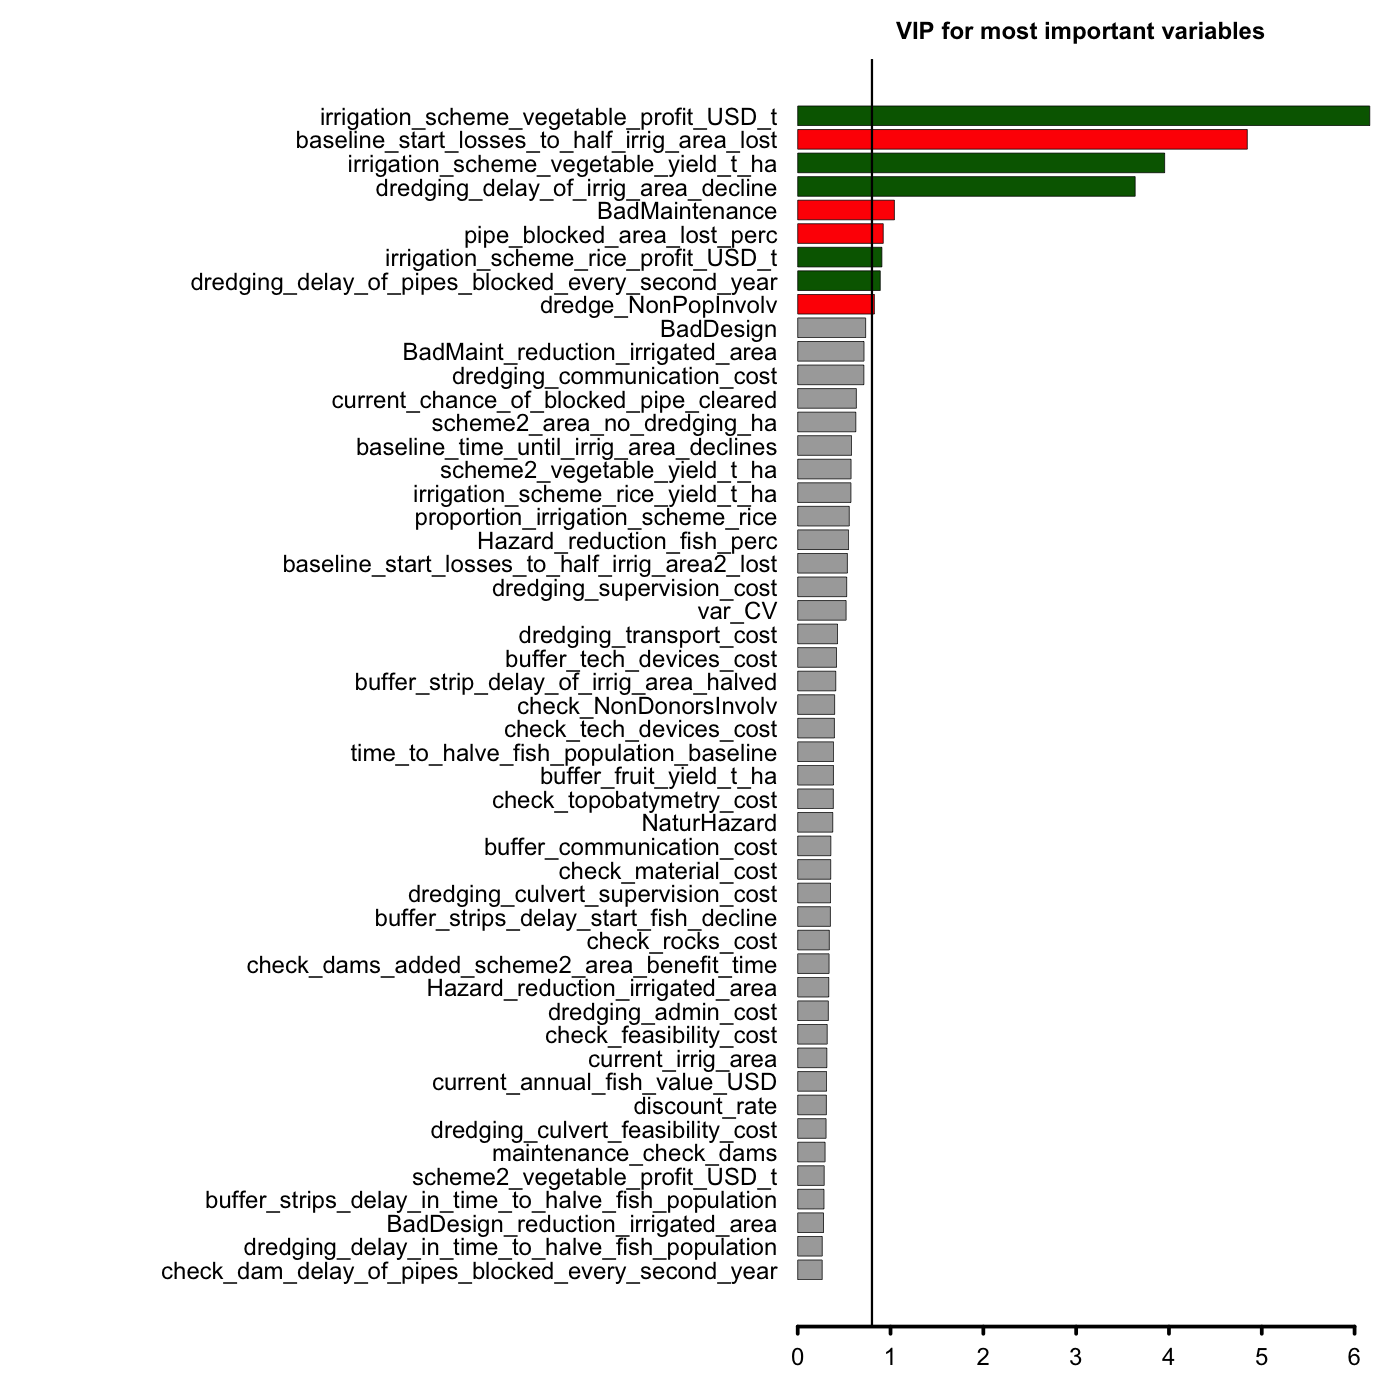 VIP for most important variables
irrigation_scheme_vegetable_profit_USD_t
baseline_start_losses_to_half_irrig_area_lost
irrigation_scheme_vegetable_yield_t_ha
dredging_delay_of_irrig_area_decline
BadMaintenance
pipe_blocked_area_lost_perc
irrigation_scheme_rice_profit_USD_t
dredging_delay_of_pipes_blocked_every_second_year
dredge_NonPopInvolv
BadDesign
BadMaint_reduction_irrigated_area
dredging_communication_cost
current_chance_of_blocked_pipe_cleared
scheme2_area_no_dredging_ha
baseline_time_until_irrig_area_declines
scheme2_vegetable_yield_t_ha
irrigation_scheme_rice_yield_t_ha
proportion_irrigation_scheme_rice
Hazard_reduction_fish_perc
baseline_start_losses_to_half_irrig_area2_lost
dredging_supervision_cost
var_CV
dredging_transport_cost
buffer_tech_devices_cost
buffer_strip_delay_of_irrig_area_halved
check_NonDonorsInvolv
check_tech_devices_cost
time_to_halve_fish_population_baseline
buffer_fruit_yield_t_ha
check_topobatymetry_cost
NaturHazard
buffer_communication_cost
check_material_cost
dredging_culvert_supervision_cost
buffer_strips_delay_start_fish_decline
check_rocks_cost
check_dams_added_scheme2_area_benefit_time
Hazard_reduction_irrigated_area
dredging_admin_cost
check_feasibility_cost
current_irrig_area
current_annual_fish_value_USD
discount_rate
dredging_culvert_feasibility_cost
maintenance_check_dams
scheme2_vegetable_profit_USD_t
buffer_strips_delay_in_time_to_halve_fish_population
BadDesign_reduction_irrigated_area
dredging_delay_in_time_to_halve_fish_population
check_dam_delay_of_pipes_blocked_every_second_year
0 1 2 3 4 5 6